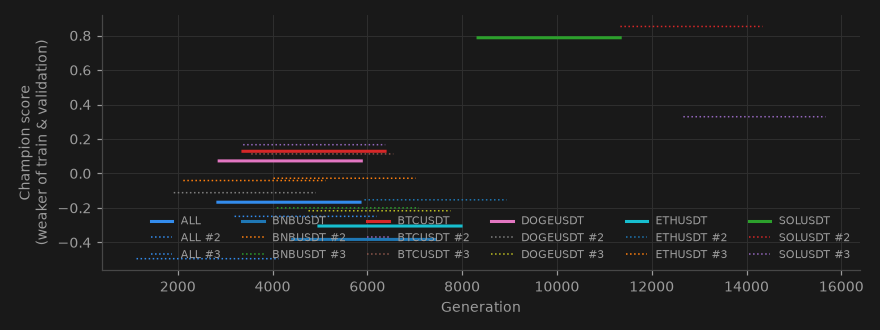 Champion score
(weaker of train & validation)
0.8
0.6
0.4
0.2
0.0
−0.2
−0.4
ALL BNBUSDT BTCUSDT DOGEUSDT ETHUSDT SOLUSDT
ALL #2 BNBUSDT #2 BTCUSDT #2 DOGEUSDT #2 ETHUSDT #2 SOLUSDT #2
ALL #3 BNBUSDT #3 BTCUSDT #3 DOGEUSDT #3 ETHUSDT #3 SOLUSDT #3
2000 4000 6000 8000 10000 12000 14000 16000
Generation